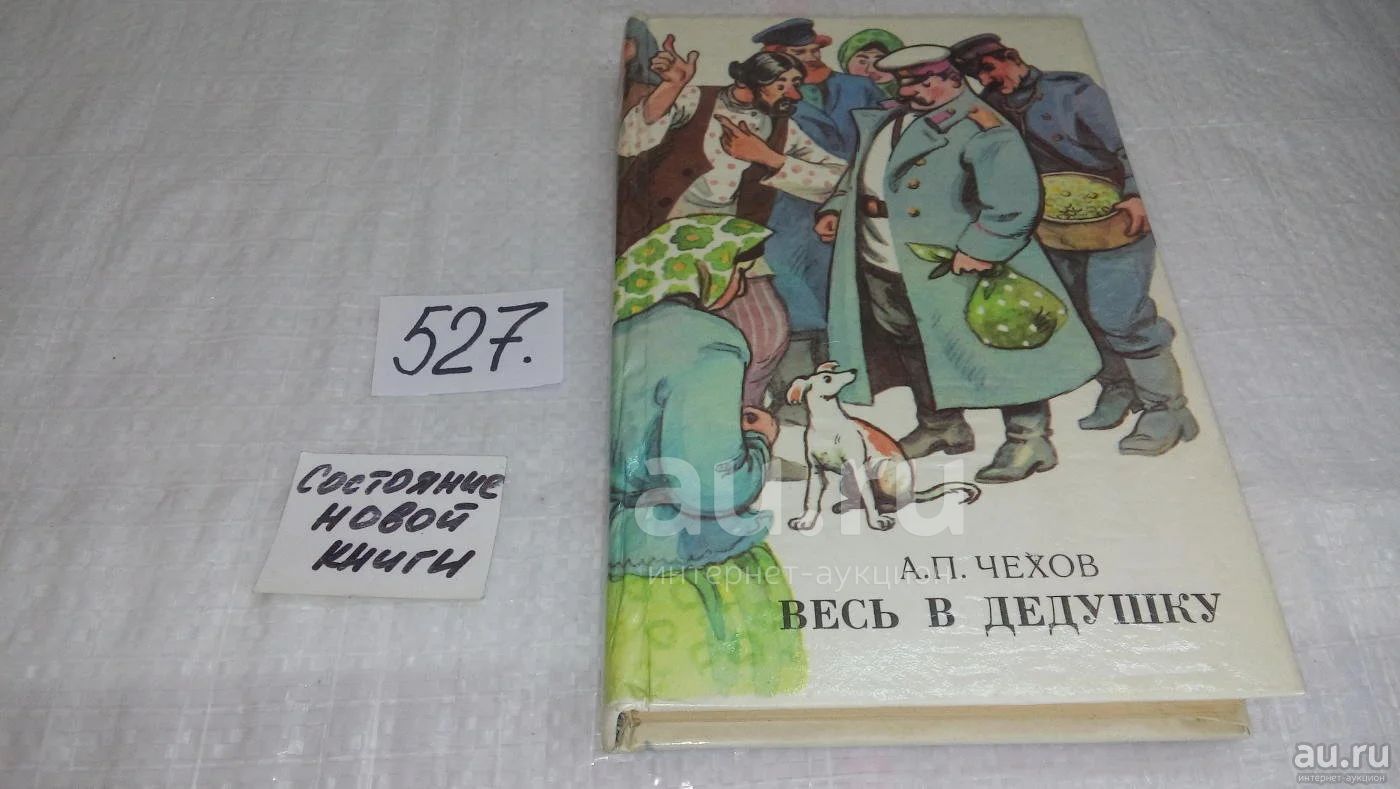 527.
Состояние
новой
книги
А.П. ЧЕХОВ
ВЕСЬ В ДЕДУШКУ
au.ru
интернет-аукцион
au.ru
интернет-аукцион